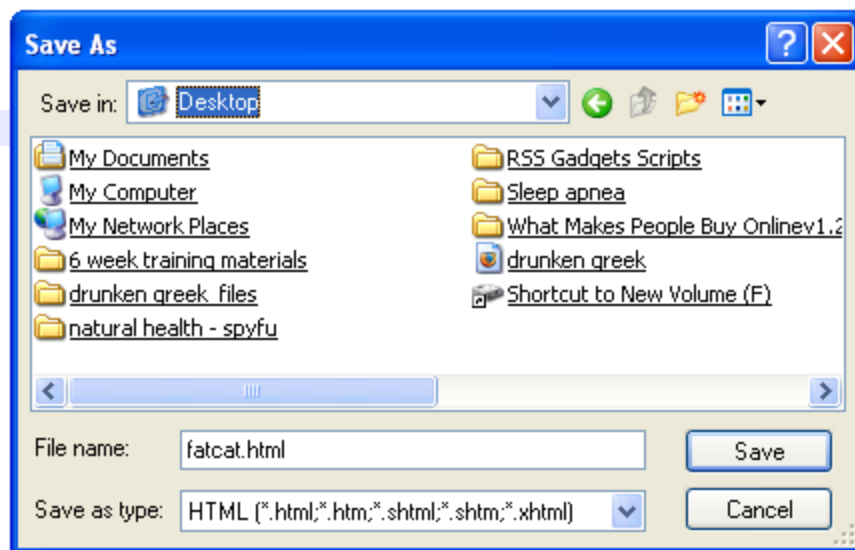 Save As
Save in: Desktop
My Documents
My Computer
My Network Places
6 week training materials
drunken greek_files
natural health - spyfu
RSS Gadgets Scripts
Sleep apnea
What Makes People Buy Onlinev1.2
drunken greek
Shortcut to New Volume (F)
File name: fatcat.html
Save
Save as type: HTML (*.html;*.htm;*.shtml;*.shtm;*.xhtml)
Cancel